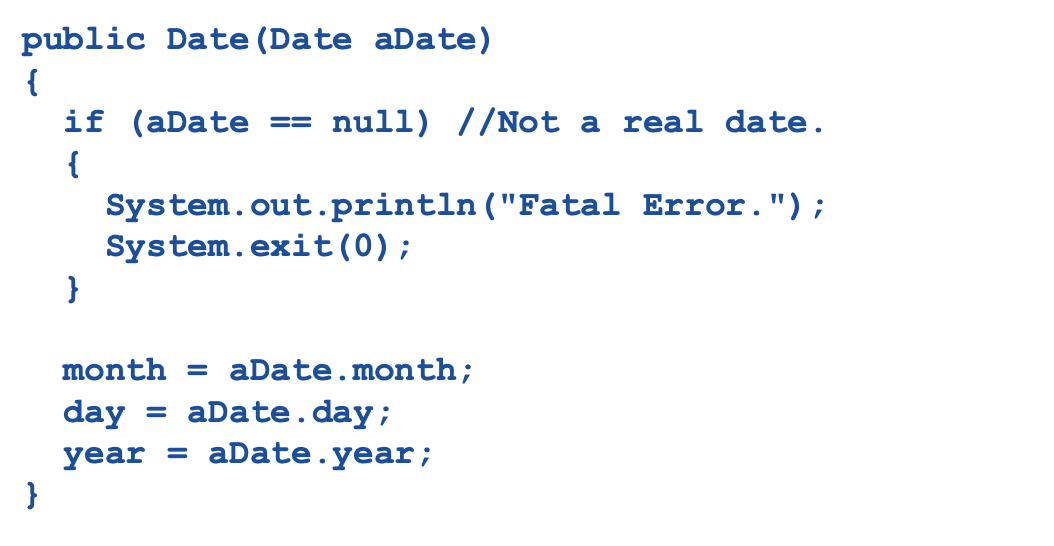 public Date(Date aDate)
{
  if (aDate == null) //Not a real date.
  {
    System.out.println("Fatal Error.");
    System.exit(0);
  }

  month = aDate.month;
  day = aDate.day;
  year = aDate.year;
}